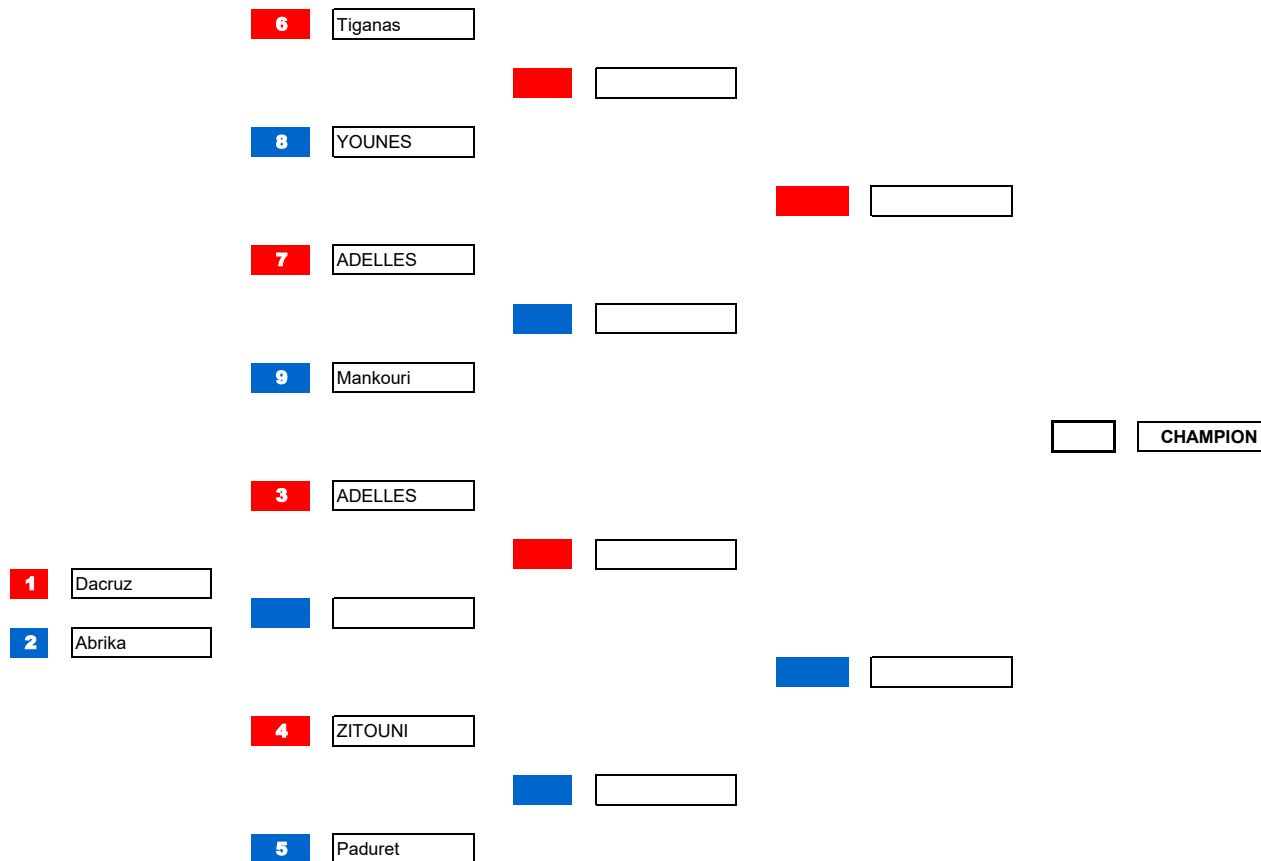 6 Tiganas
8 YOUNES
7 ADELLES
9 Mankouri
CHAMPION
3 ADELLES
1 Dacruz
2 Abrika
4 ZITOUNI
5 Paduret